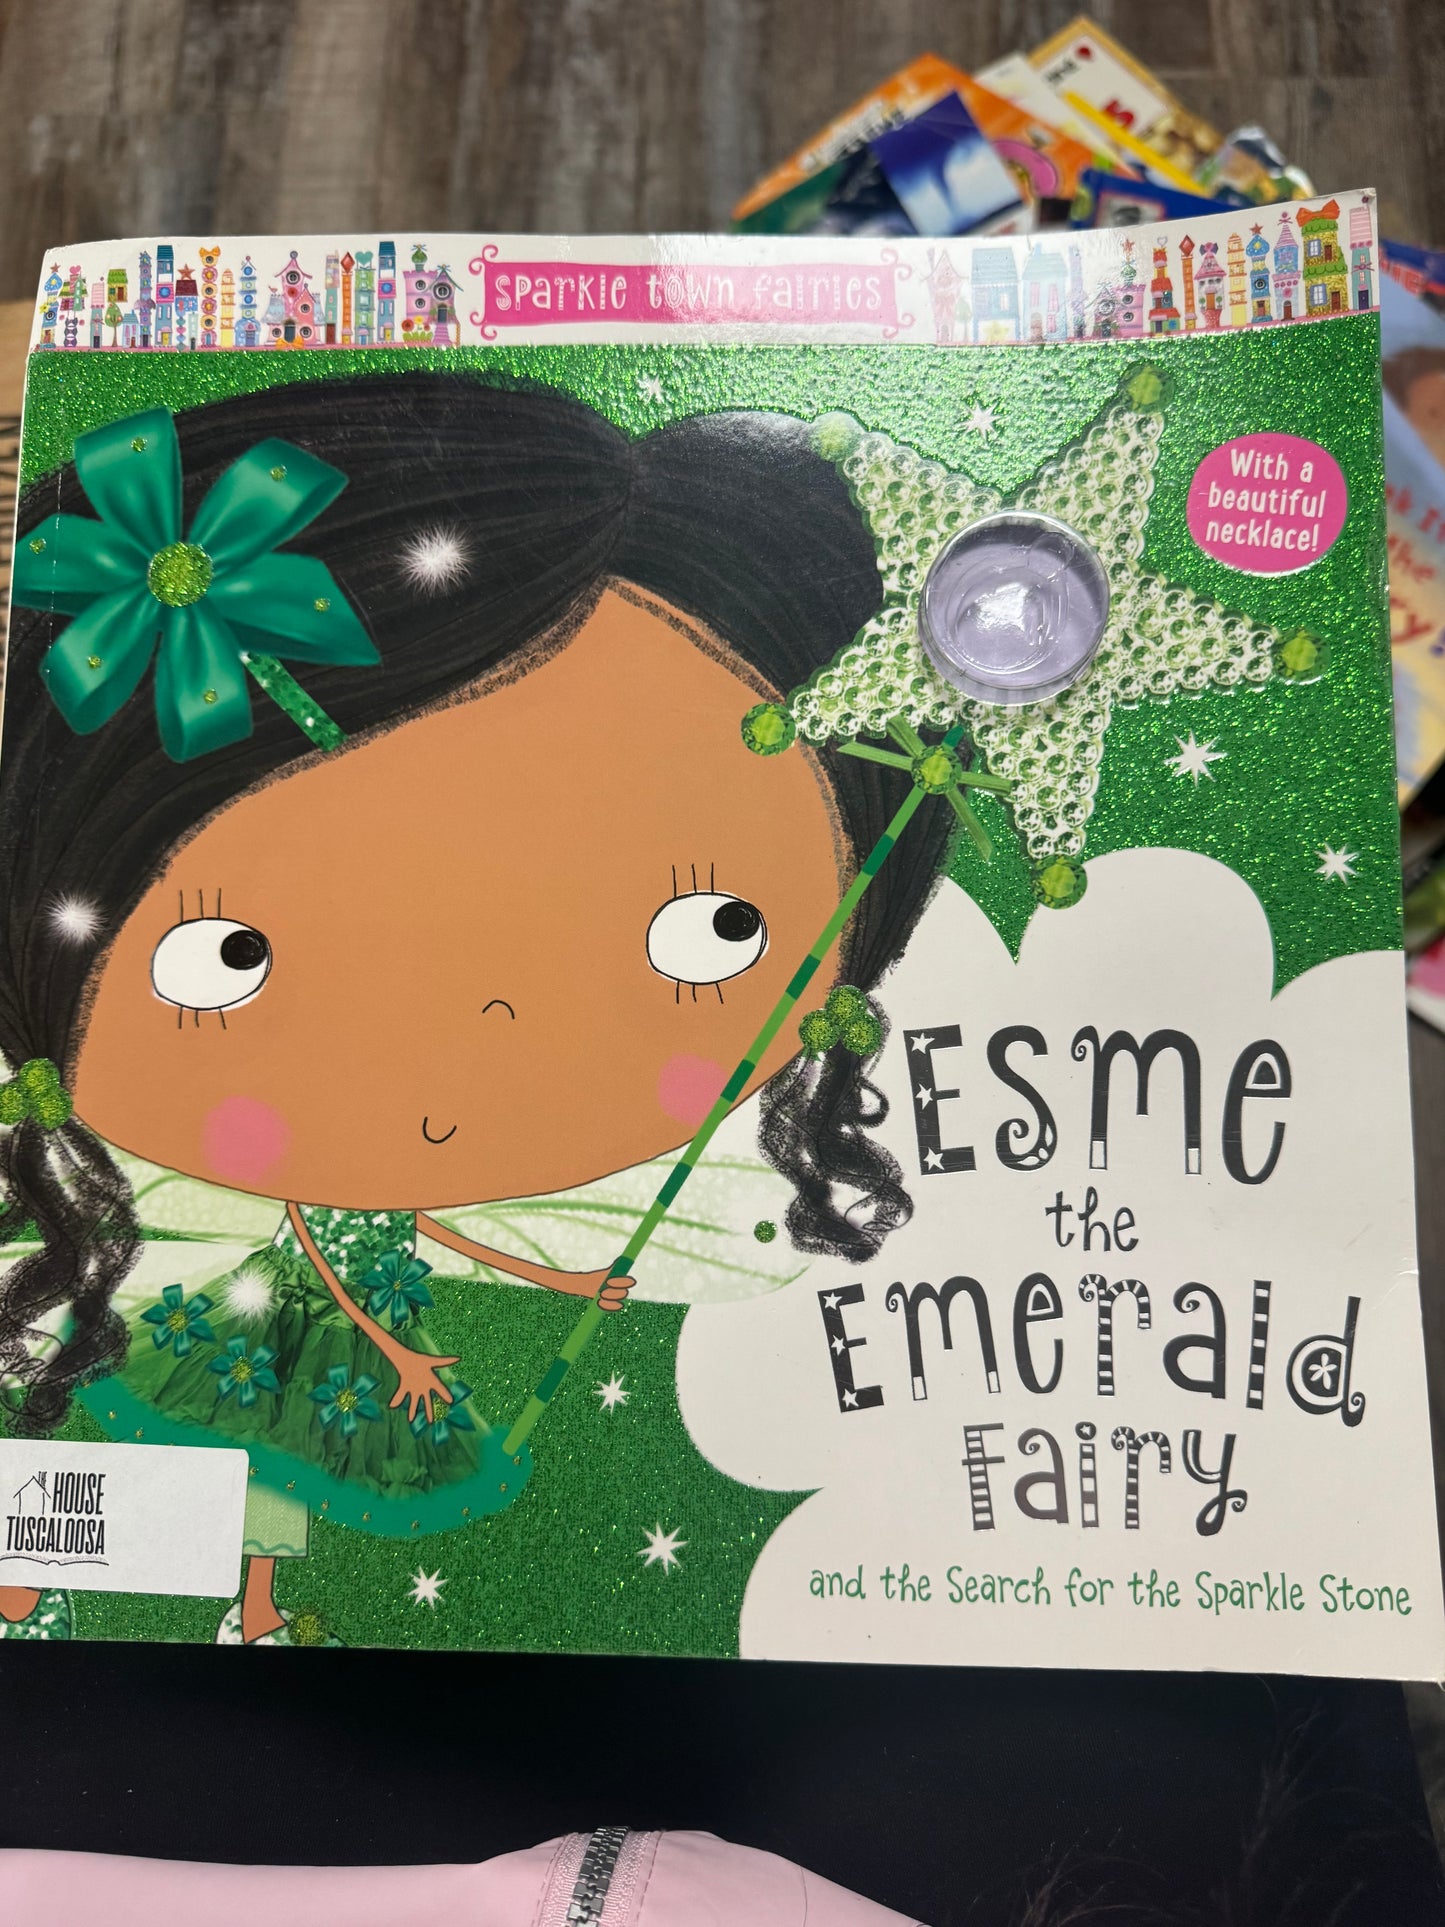 sparkle town fairies
With a
beautiful
necklace!
Esme
the
Emerald
Fairy
and the Search for the Sparkle Stone
THE HOUSE
TUSCALOOSA